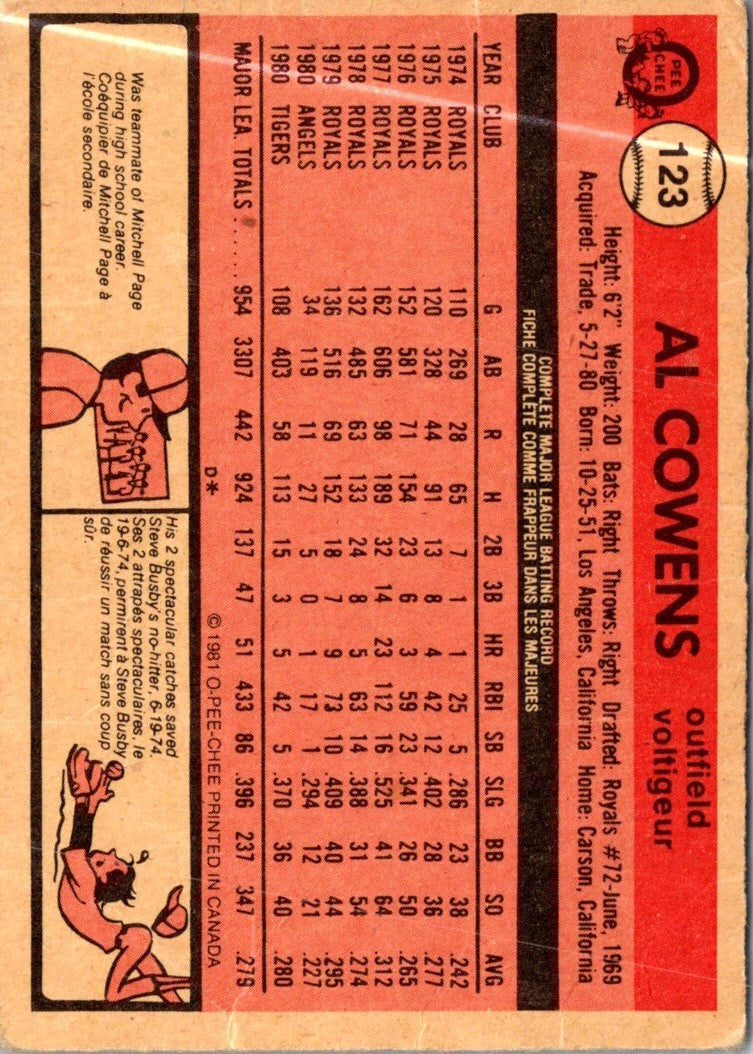 O PEE CHEE
123
AL COWENS
outfield
voltigeur
Height: 6'2" Weight: 200 Bats: Right Throws: Right Drafted: Royals #72-June, 1969
Acquired: Trade, 5-27-80 Born: 10-25-51, Los Angeles, California Home: Carson, California
COMPLETE MAJOR LEAGUE BATTING RECORD
FICHE COMPLÈTE COMME FRAPPEUR DANS LES MAJEURES
YEAR CLUB G AB R H 2B 3B HR RBI SB SLG BB SO AVG
1974 ROYALS 110 269 28 65 7 1 1 25 5 .286 23 38 .242
1975 ROYALS 120 328 44 91 13 8 4 42 12 .402 28 36 .277
1976 ROYALS 152 581 71 154 23 6 3 59 23 .341 26 50 .265
1977 ROYALS 162 606 98 189 32 14 23 112 16 .525 41 64 .312
1978 ROYALS 132 485 63 133 24 8 5 63 14 .388 31 54 .274
1979 ROYALS 136 516 69 152 18 7 9 73 10 .409 40 44 .295
1980 ANGELS 34 119 11 27 5 0 1 17 1 .294 12 21 .227
1980 TIGERS 108 403 58 113 15 3 5 42 5 .370 36 40 .280
MAJOR LEA. TOTALS ..... 954 3307 442 924 137 47 51 433 86 .396 237 347 .279
D* © 1981 O-PEE-CHEE PRINTED IN CANADA
Was teammate of Mitchell Page
during high school career.
Coéquipier de Mitchell Page à
l'école secondaire.
His 2 spectacular catches saved
Steve Busby's no-hitter, 6-19-74.
Ses 2 attrapés spectaculaires, le
19-6-74, permirent à Steve Busby
de réussir un match sans coup
sûr.